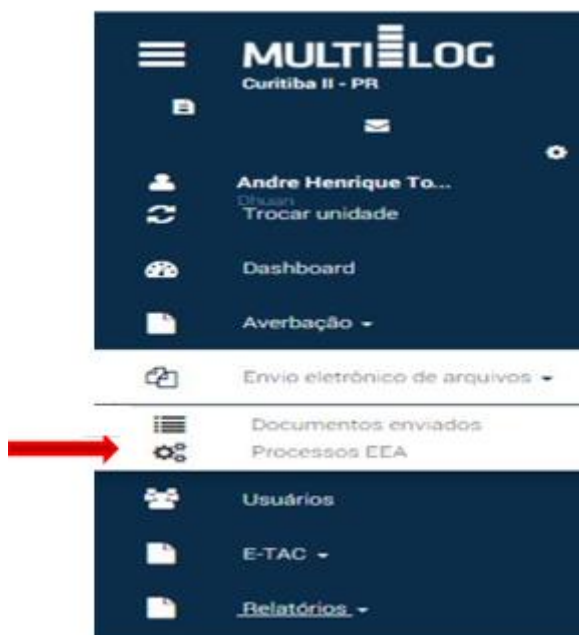 MULTILOG
Curitiba II - PR
Andre Henrique To...
Dhuan
Trocar unidade
Dashboard
Averbação
Envio eletrônico de arquivos
Documentos enviados
Processos EEA
Usuários
E-TAC
Relatórios